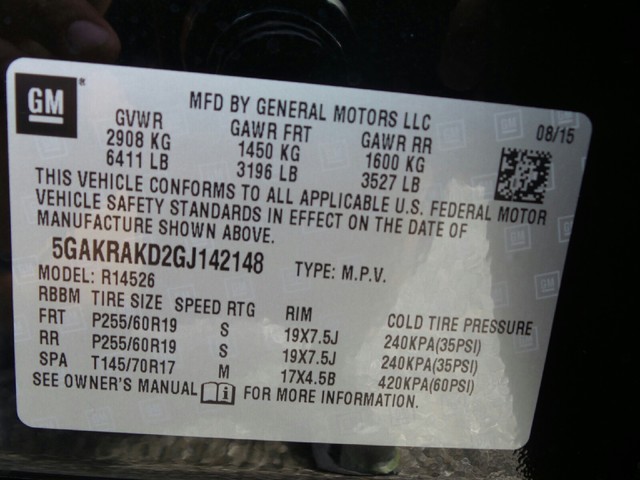 GM
MFD BY GENERAL MOTORS LLC
08/15
GVWR GAWR FRT GAWR RR
2908 KG 1450 KG 1600 KG
6411 LB 3196 LB 3527 LB
THIS VEHICLE CONFORMS TO ALL APPLICABLE U.S. FEDERAL MOTOR
VEHICLE SAFETY STANDARDS IN EFFECT ON THE DATE OF
MANUFACTURE SHOWN ABOVE.
5GAKRAKD2GJ142148 TYPE: M.P.V.
MODEL: R14526
RBBM TIRE SIZE SPEED RTG RIM COLD TIRE PRESSURE
FRT P255/60R19 S 19X7.5J 240KPA(35PSI)
RR P255/60R19 S 19X7.5J 240KPA(35PSI)
SPA T145/70R17 M 17X4.5B 420KPA(60PSI)
SEE OWNER'S MANUAL i FOR MORE INFORMATION.